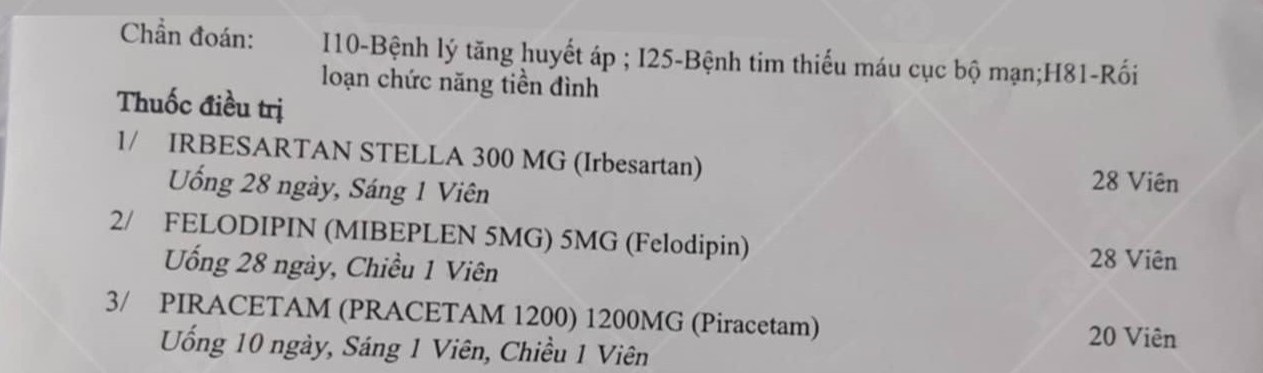 Chẩn đoán: I10-Bệnh lý tăng huyết áp ; I25-Bệnh tim thiếu máu cục bộ mạn;H81-Rối
loạn chức năng tiền đình
Thuốc điều trị
1/ IRBESARTAN STELLA 300 MG (Irbesartan) 28 Viên
Uống 28 ngày, Sáng 1 Viên
2/ FELODIPIN (MIBEPLEN 5MG) 5MG (Felodipin) 28 Viên
Uống 28 ngày, Chiều 1 Viên
3/ PIRACETAM (PRACETAM 1200) 1200MG (Piracetam) 20 Viên
Uống 10 ngày, Sáng 1 Viên, Chiều 1 Viên